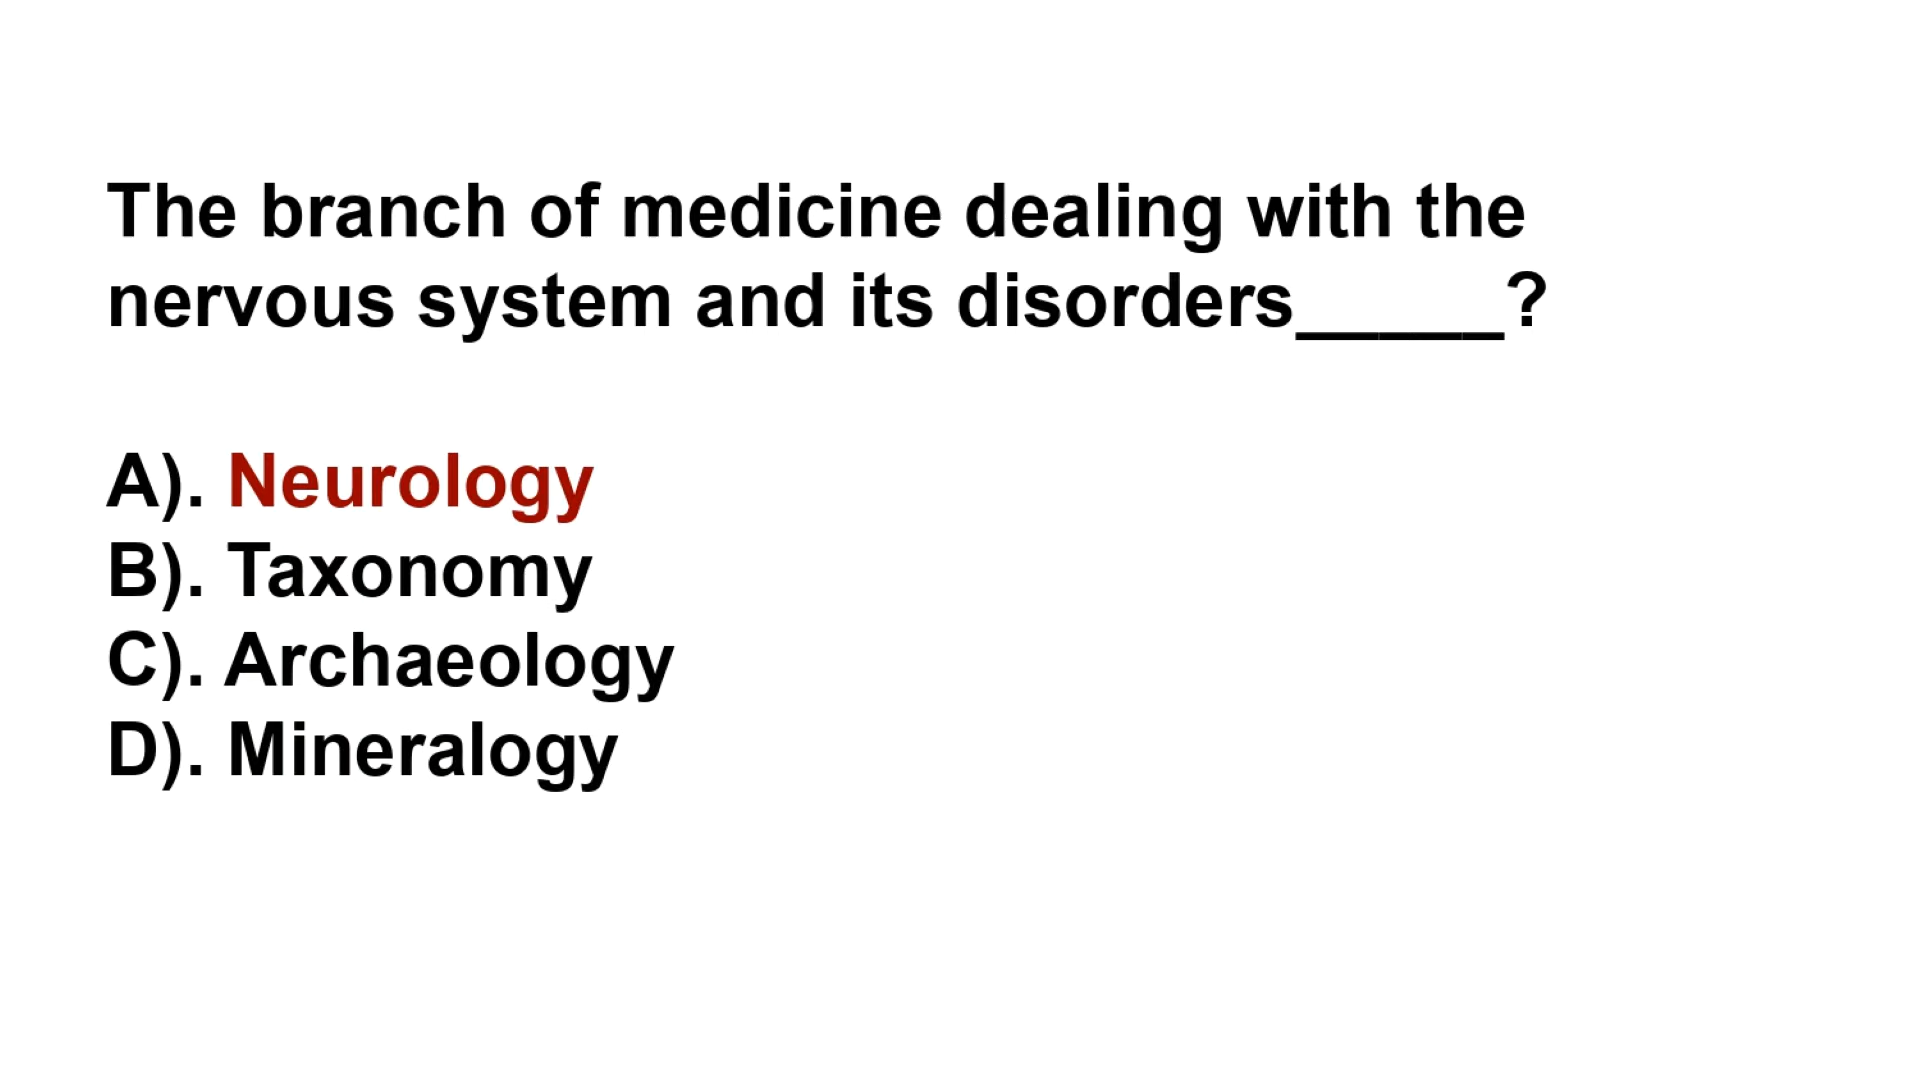 The branch of medicine dealing with the
nervous system and its disorders_____?
A). Neurology
B). Taxonomy
C). Archaeology
D). Mineralogy